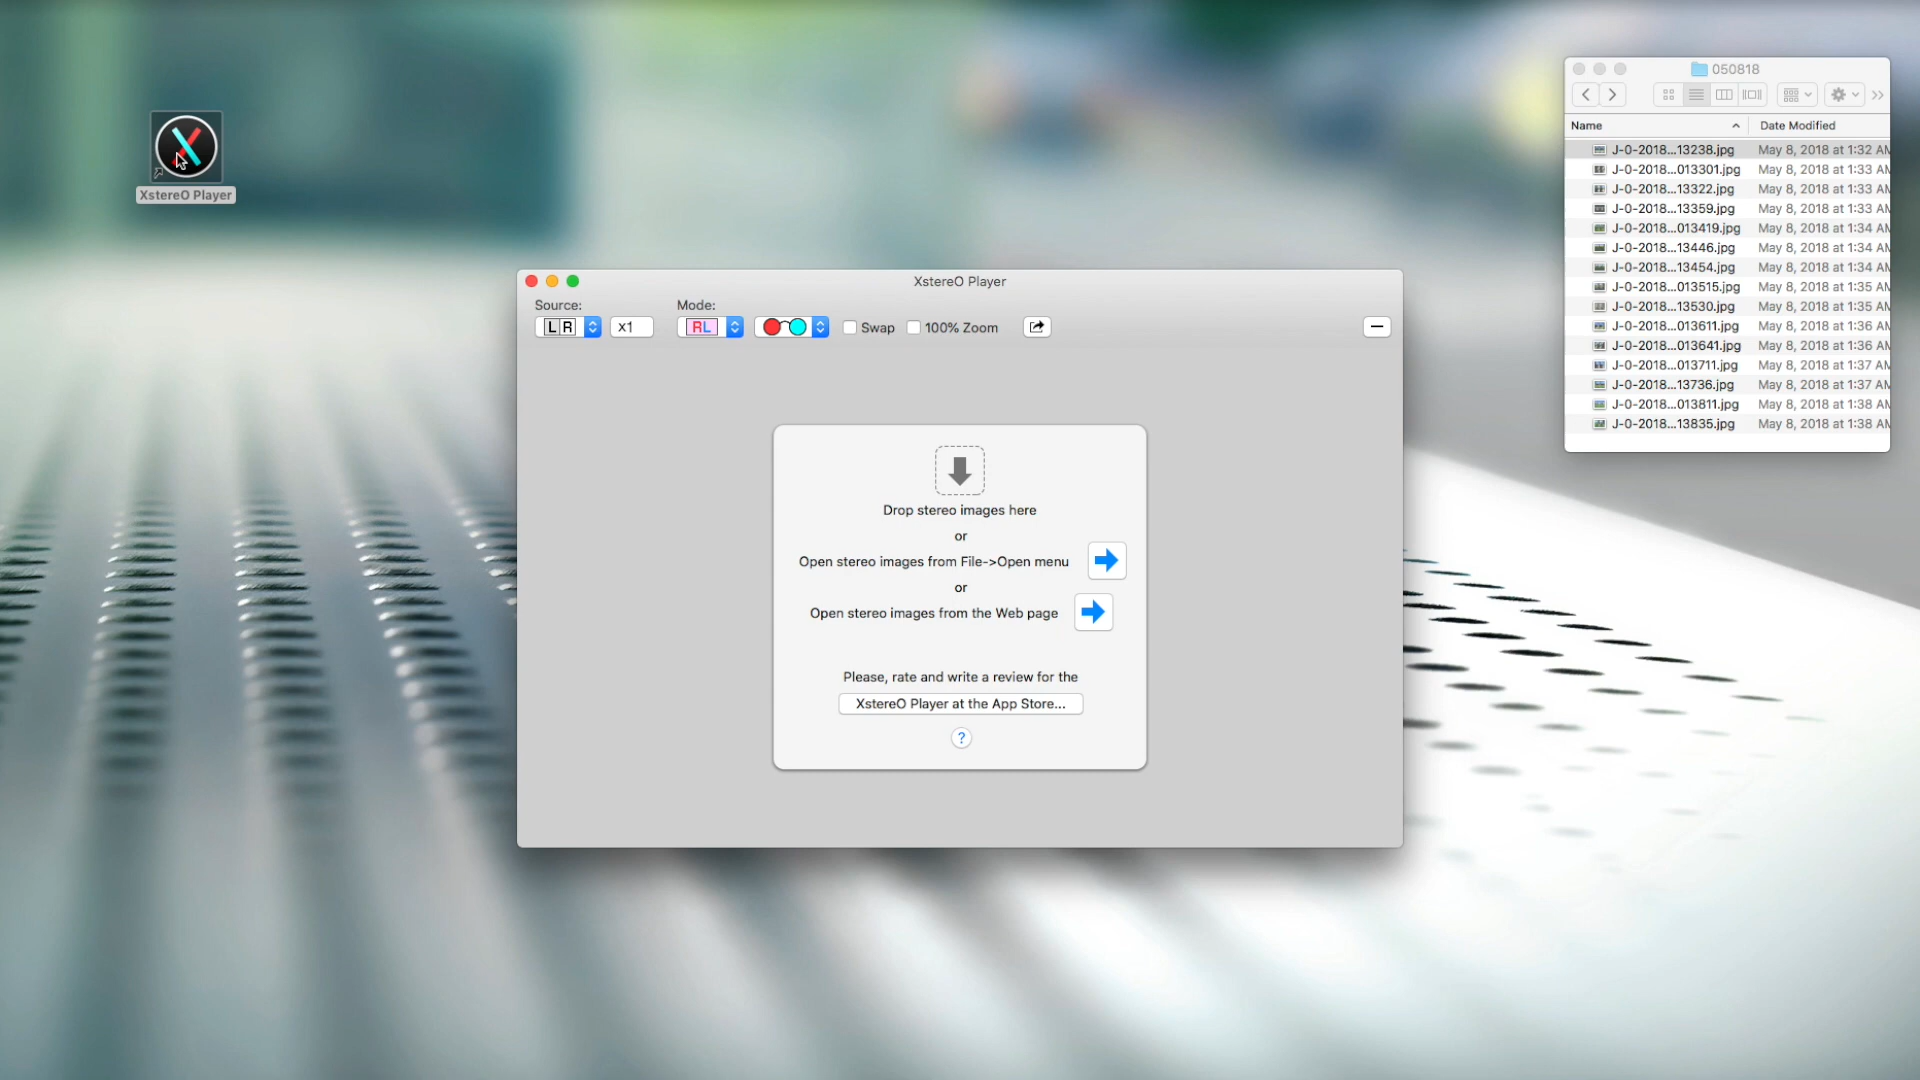 XstereO Player
XstereO Player
Source:
L R
x1
Mode:
RL
Swap
100% Zoom
Drop stereo images here
or
Open stereo images from File->Open menu
or
Open stereo images from the Web page
Please, rate and write a review for the
XstereO Player at the App Store...
?
050818
Name
Date Modified
J-0-2018...13238.jpg May 8, 2018 at 1:32 AM
J-0-2018...013301.jpg May 8, 2018 at 1:33 AM
J-0-2018...13322.jpg May 8, 2018 at 1:33 AM
J-0-2018...13359.jpg May 8, 2018 at 1:33 AM
J-0-2018...013419.jpg May 8, 2018 at 1:34 AM
J-0-2018...13446.jpg May 8, 2018 at 1:34 AM
J-0-2018...13454.jpg May 8, 2018 at 1:34 AM
J-0-2018...013515.jpg May 8, 2018 at 1:35 AM
J-0-2018...13530.jpg May 8, 2018 at 1:35 AM
J-0-2018...013611.jpg May 8, 2018 at 1:36 AM
J-0-2018...013641.jpg May 8, 2018 at 1:36 AM
J-0-2018...013711.jpg May 8, 2018 at 1:37 AM
J-0-2018...13736.jpg May 8, 2018 at 1:37 AM
J-0-2018...013811.jpg May 8, 2018 at 1:38 AM
J-0-2018...13835.jpg May 8, 2018 at 1:38 AM